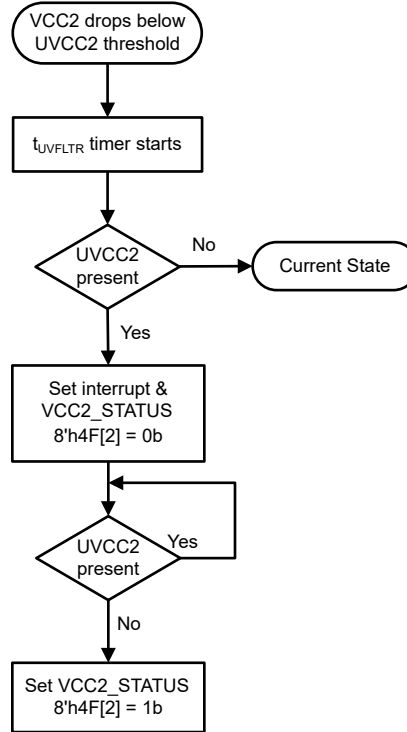 VCC2 drops below
UVCC2 threshold
tUVFLTR timer starts
UVCC2
present
No
Current State
Yes
Set interrupt &
VCC2_STATUS
8'h4F[2] = 0b
UVCC2
present
Yes
No
Set VCC2_STATUS
8'h4F[2] = 1b